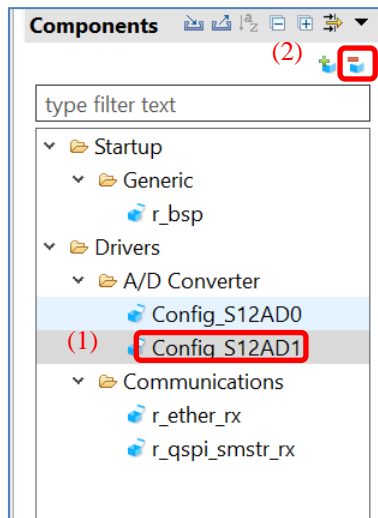 Components
(2)
type filter text
Startup
Generic
r_bsp
Drivers
A/D Converter
Config_S12AD0
(1) Config_S12AD1
Communications
r_ether_rx
r_qspi_smstr_rx